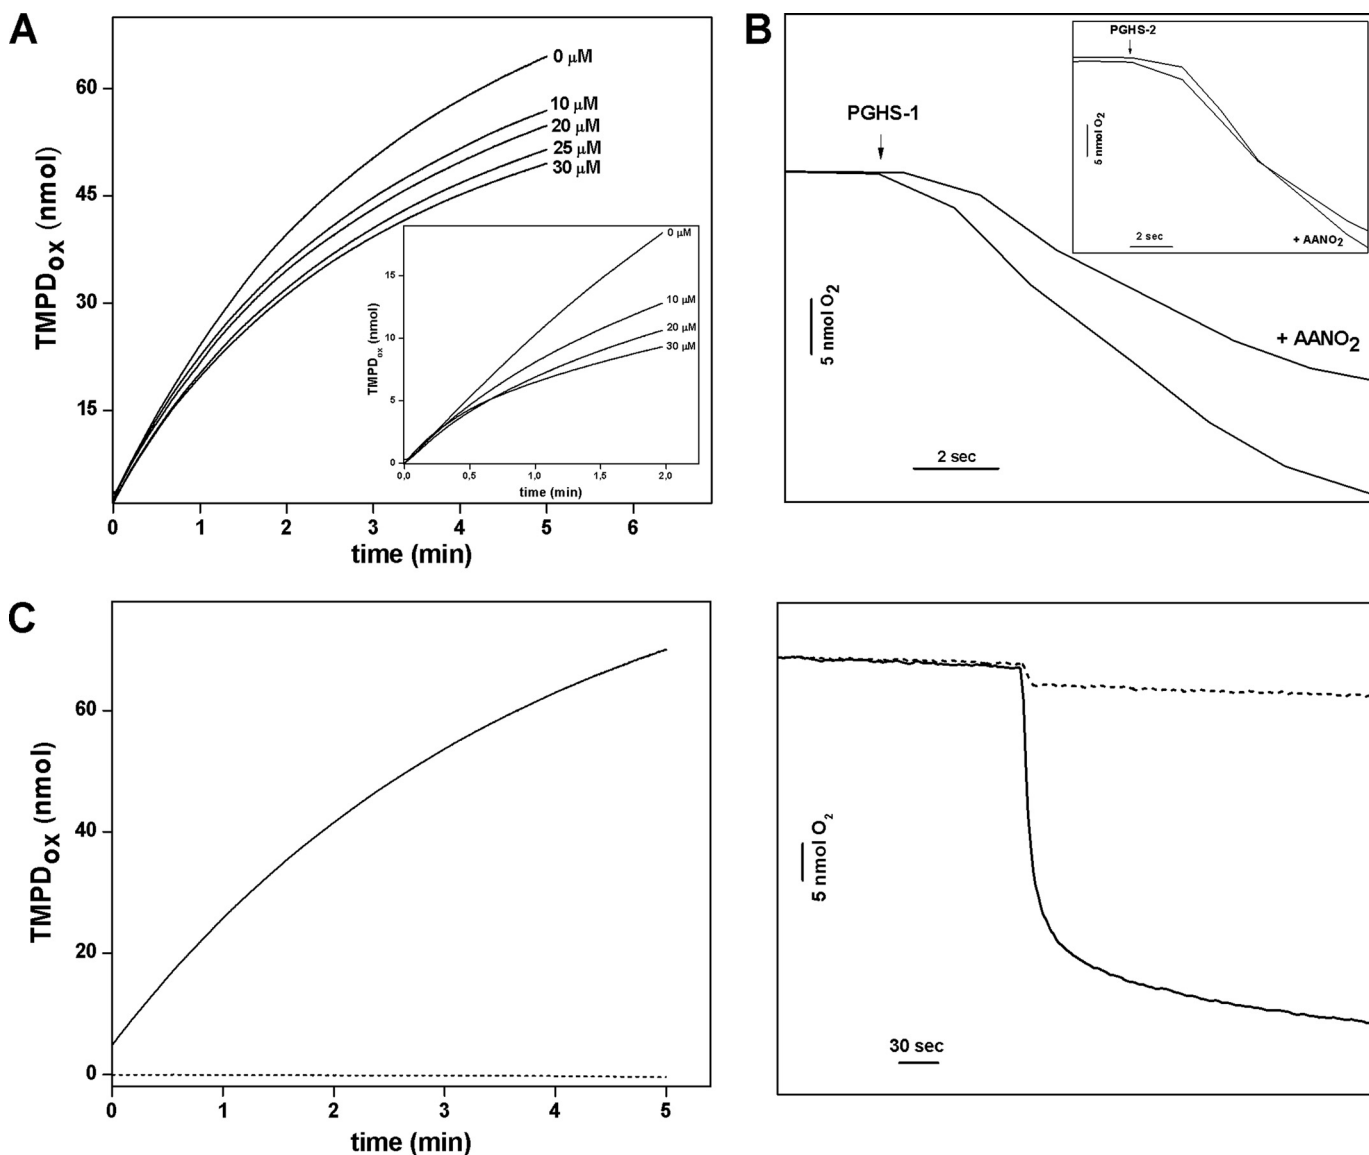 A
TMPDox (nmol)
60
45
30
15
0 µM
10 µM
20 µM
25 µM
30 µM
0
1
2
3
4
5
6
time (min)
TMPDox (nmol)
15
10
5
0
0 µM
10 µM
20 µM
30 µM
0,0
0,5
1,0
1,5
2,0
time (min)
B
PGHS-1
5 nmol O2
+ AANO2
2 sec
PGHS-2
5 nmol O2
+ AANO2
2 sec
C
TMPDox (nmol)
60
40
20
0
0
1
2
3
4
5
time (min)
5 nmol O2
30 sec